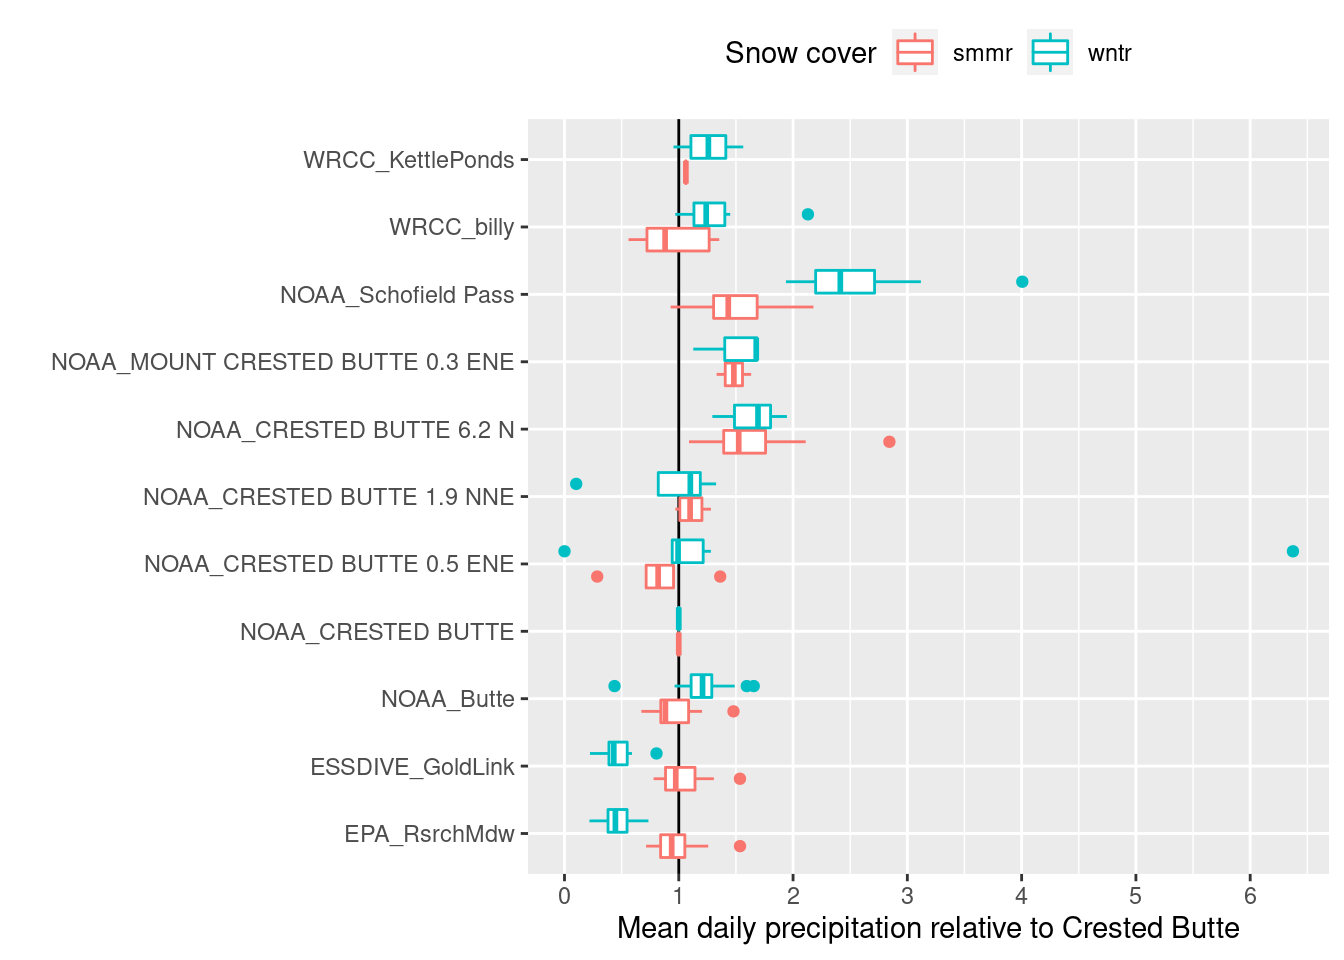 Snow cover smmr wntr
WRCC_KettlePonds
WRCC_billy
NOAA_Schofield Pass
NOAA_MOUNT CRESTED BUTTE 0.3 ENE
NOAA_CRESTED BUTTE 6.2 N
NOAA_CRESTED BUTTE 1.9 NNE
NOAA_CRESTED BUTTE 0.5 ENE
NOAA_CRESTED BUTTE
NOAA_Butte
ESSDIVE_GoldLink
EPA_RsrchMdw
0 1 2 3 4 5 6
Mean daily precipitation relative to Crested Butte